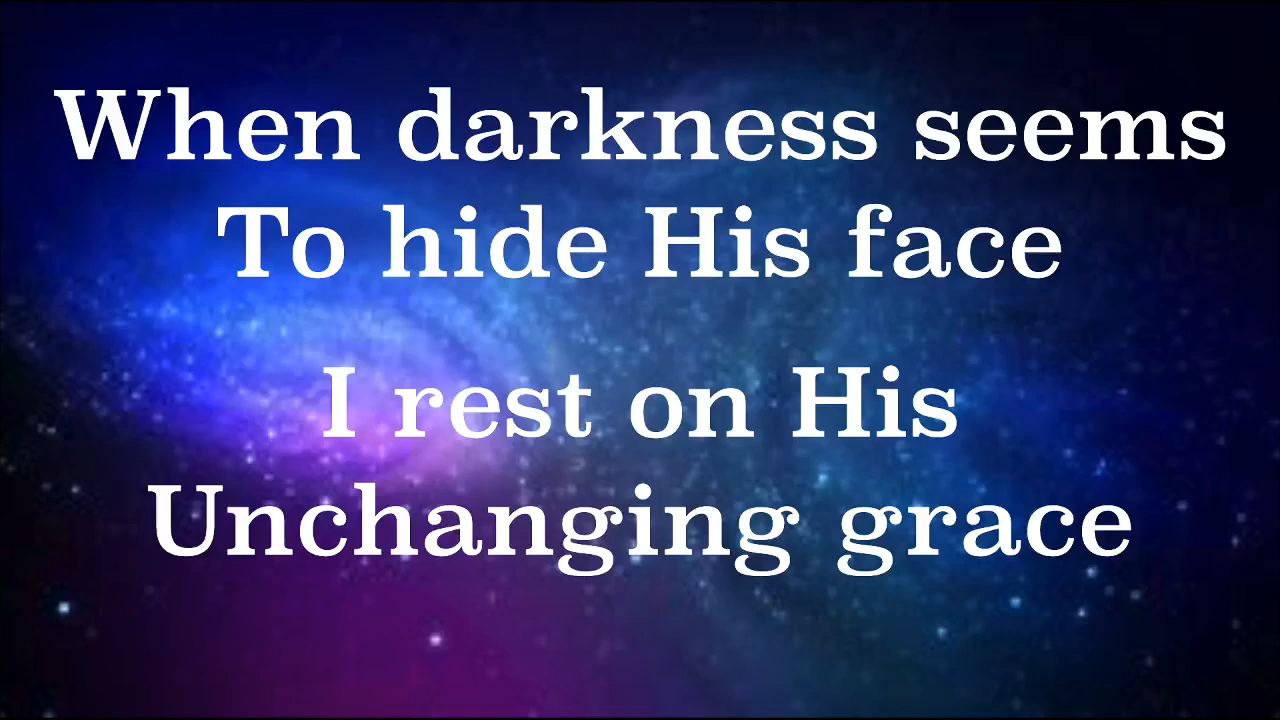 When darkness seems
To hide His face
I rest on His
Unchanging grace